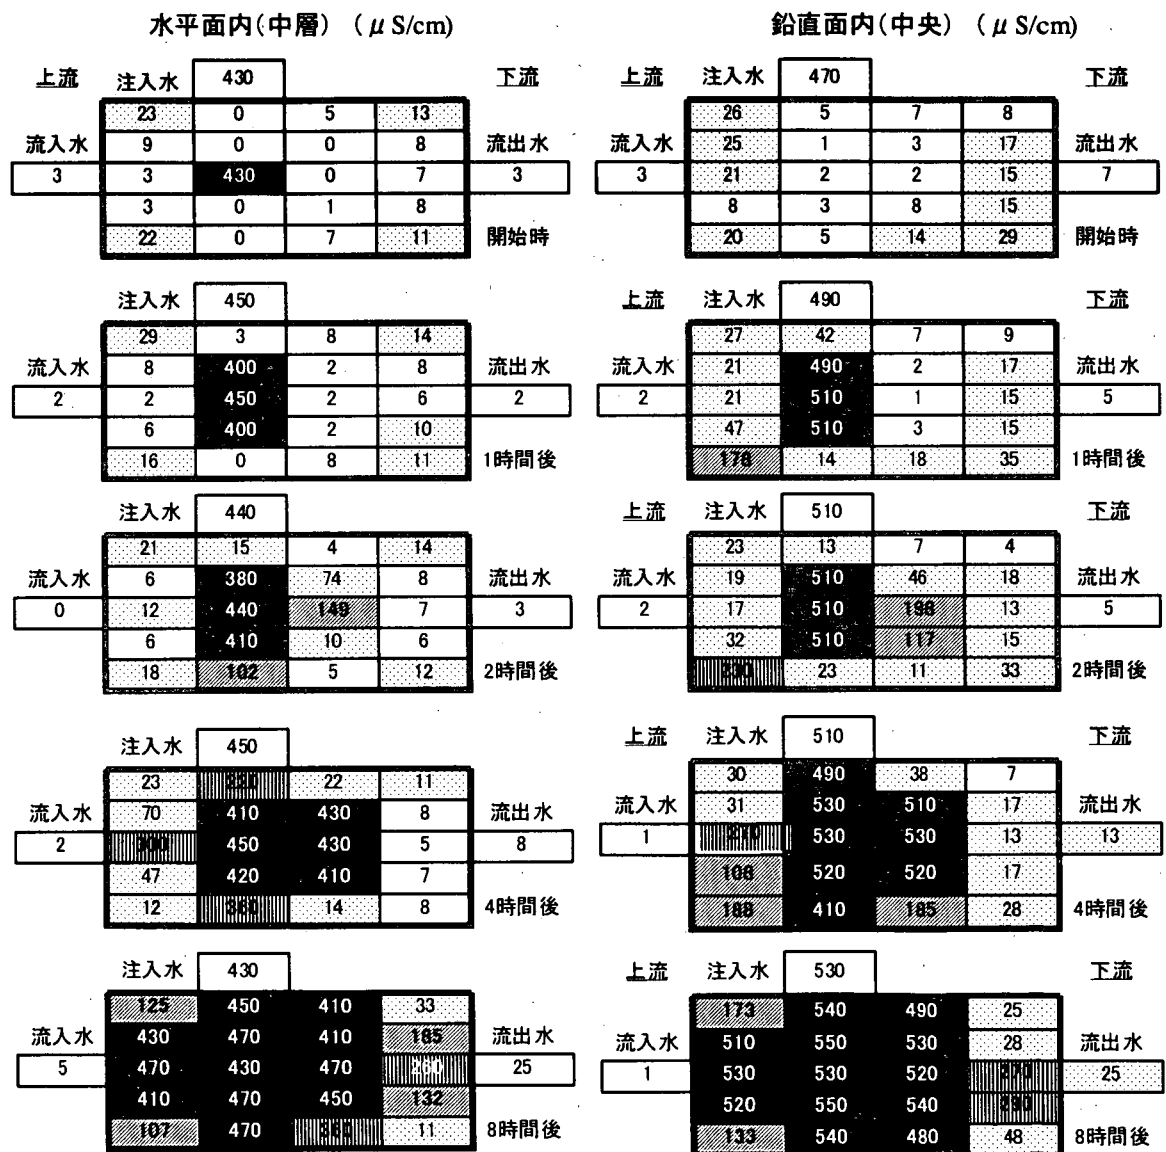 水平面内（中層）（μS/cm)
上流 注入水 430 下流
23 0 5 13
流入水 9 0 0 8 流出水
3 3 430 0 7 3
3 0 1 8
22 0 7 11 開始時
注入水 450
29 3 8 14
流入水 8 400 2 8 流出水
2 2 450 2 6 2
6 400 2 10
16 0 8 11 1時間後
注入水 440
21 15 4 14
流入水 6 380 74 8 流出水
0 12 440 149 7 3
6 410 10 6
18 102 5 12 2時間後
注入水 450
23 22 11
流入水 70 410 430 8 流出水
2 300 450 430 5 8
47 420 410 7
12 360 14 8 4時間後
注入水 430
125 450 410 33
流入水 430 470 410 185 流出水
5 470 430 470 260 25
410 470 450 132
107 470 11 8時間後
鉛直面内（中央）（μS/cm)
上流 注入水 470 下流
26 5 7 8
流入水 25 1 3 17 流出水
3 21 2 2 15 7
8 3 8 15
20 5 14 29 開始時
上流 注入水 490 下流
27 42 7 9
流入水 21 490 2 17 流出水
2 21 510 1 15 5
47 510 3 15
178 14 18 35 1時間後
上流 注入水 510 下流
23 13 7 4
流入水 19 510 46 18 流出水
2 17 510 13 5
32 510 117 15
23 11 33 2時間後
上流 注入水 510 下流
30 490 38 7
流入水 31 530 510 17 流出水
1 530 530 13 13
520 520 17
188 410 185 28 4時間後
上流 注入水 530 下流
173 540 490 25
流入水 510 550 530 28 流出水
1 530 530 520 25
520 550 540
133 540 480 48 8時間後